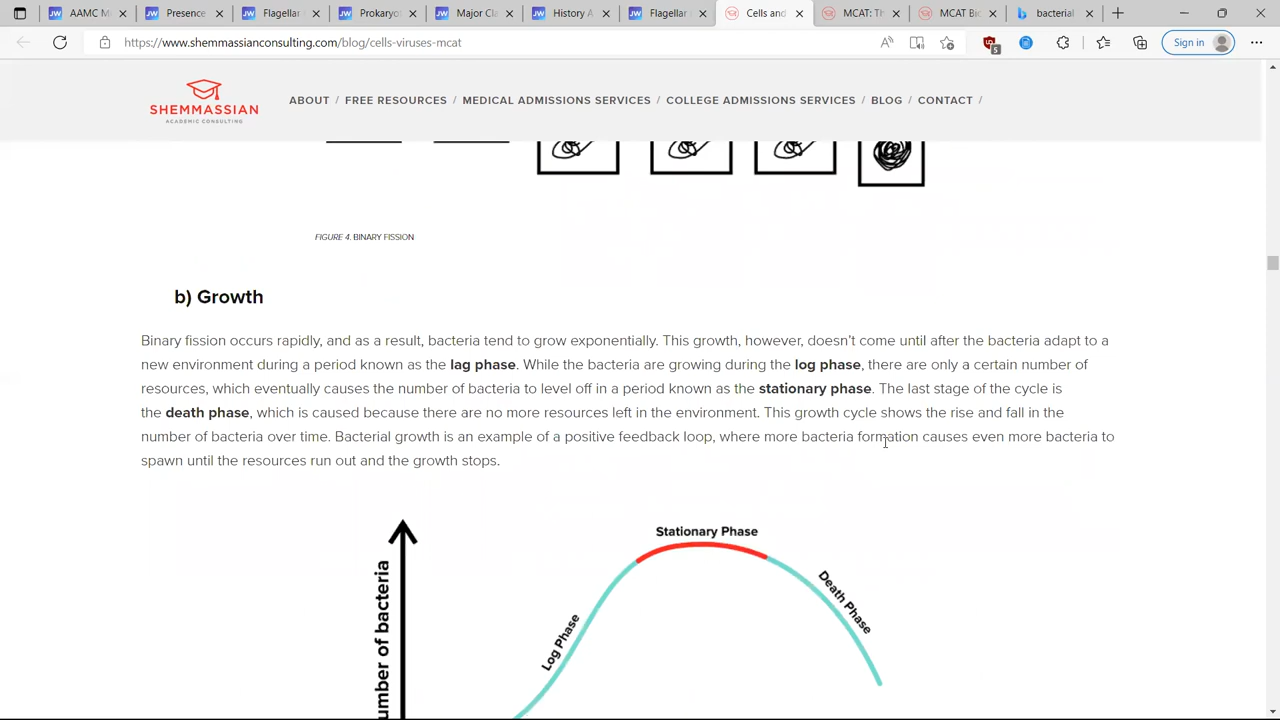 AAMC M
Presence
Flagellar
Prokaryot
Major Cla
History A
Flagellar
Cells and
MCAT: Th
MCAT Bi
bacteria
https://www.shemmassianconsulting.com/blog/cells-viruses-mcat
5
Sign in
SHEMMASSIAN
ACADEMIC CONSULTING
ABOUT / FREE RESOURCES / MEDICAL ADMISSIONS SERVICES / COLLEGE ADMISSIONS SERVICES / BLOG / CONTACT /
FIGURE 4. BINARY FISSION
b) Growth
Binary fission occurs rapidly, and as a result, bacteria tend to grow exponentially. This growth, however, doesn’t come until after the bacteria adapt to a
new environment during a period known as the lag phase. While the bacteria are growing during the log phase, there are only a certain number of
resources, which eventually causes the number of bacteria to level off in a period known as the stationary phase. The last stage of the cycle is
the death phase, which is caused because there are no more resources left in the environment. This growth cycle shows the rise and fall in the
number of bacteria over time. Bacterial growth is an example of a positive feedback loop, where more bacteria formation causes even more bacteria to
spawn until the resources run out and the growth stops.
Stationary Phase
Death Phase
Log Phase
umber of bacteria